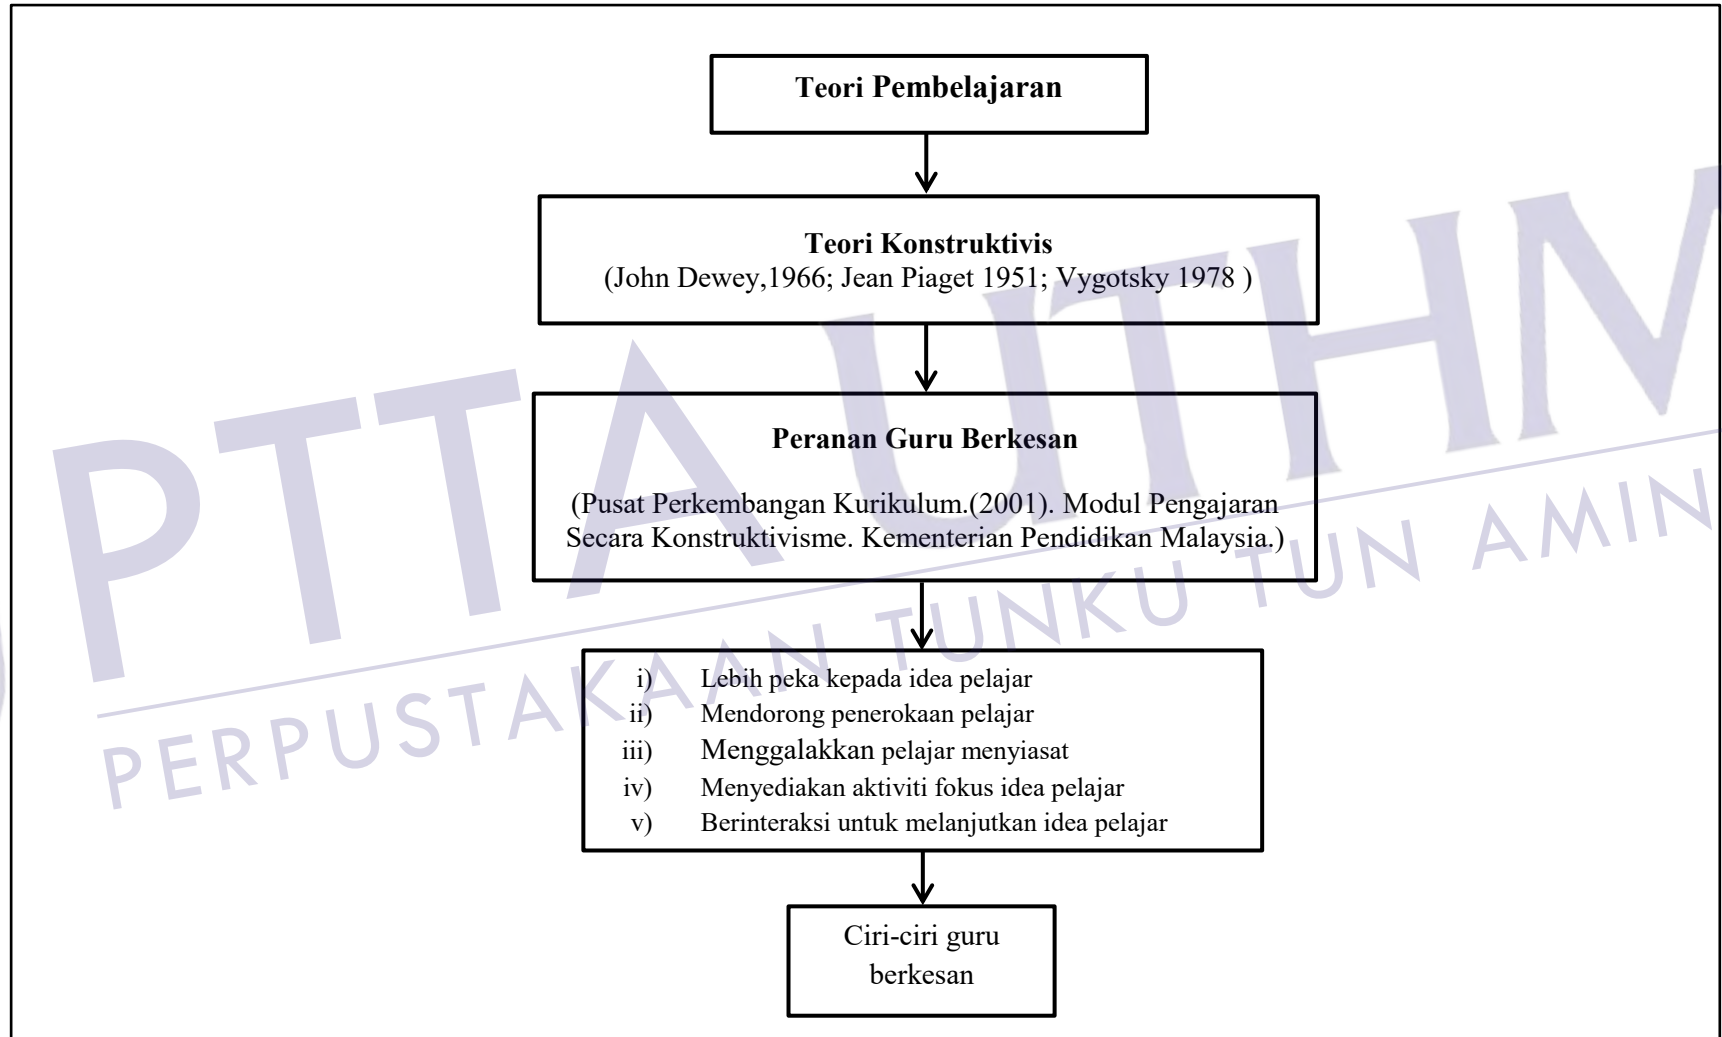 Teori Pembelajaran
Teori Konstruktivis
(John Dewey,1966; Jean Piaget 1951; Vygotsky 1978 )
Peranan Guru Berkesan
(Pusat Perkembangan Kurikulum.(2001). Modul Pengajaran
Secara Konstruktivisme. Kementerian Pendidikan Malaysia.)
i) Lebih peka kepada idea pelajar
ii) Mendorong penerokaan pelajar
iii) Menggalakkan pelajar menyiasat
iv) Menyediakan aktiviti fokus idea pelajar
v) Berinteraksi untuk melanjutkan idea pelajar
Ciri-ciri guru
berkesan
PTTA UTHM
PERPUSTAKAAN TUNKU TUN AMIN